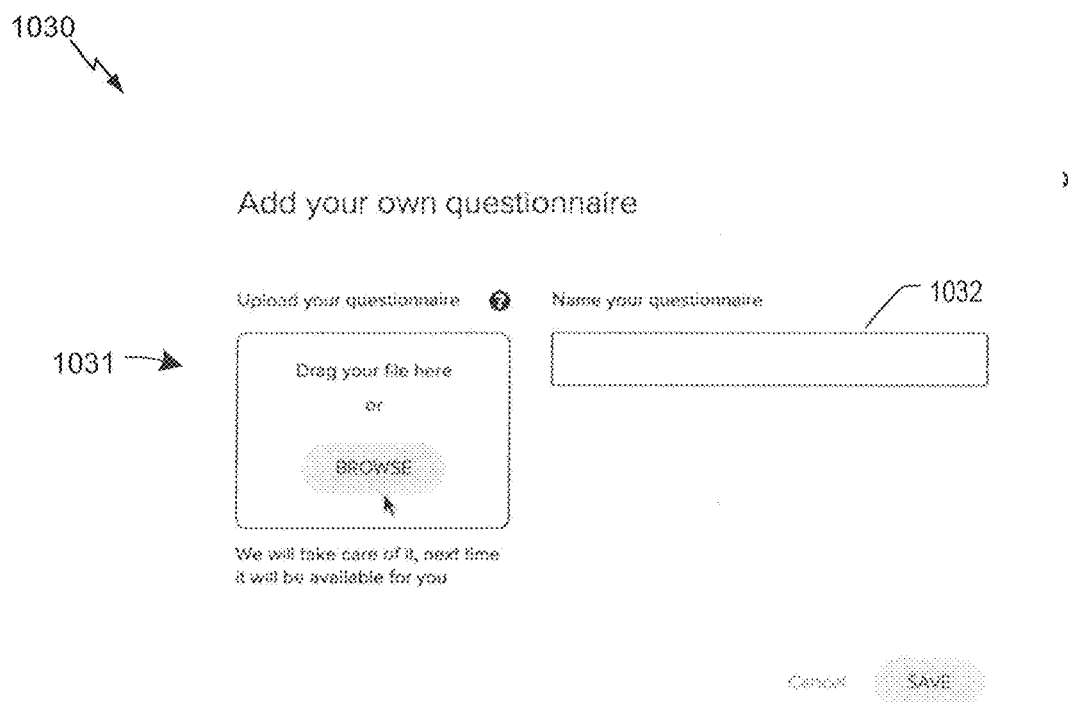 1030
Add your own questionnaire
Upload your questionnaire ?
Name your questionnaire
1032
1031
Drag your file here
or
BROWSE
We will take care of it, next time
it will be available for you
Cancel
SAVE